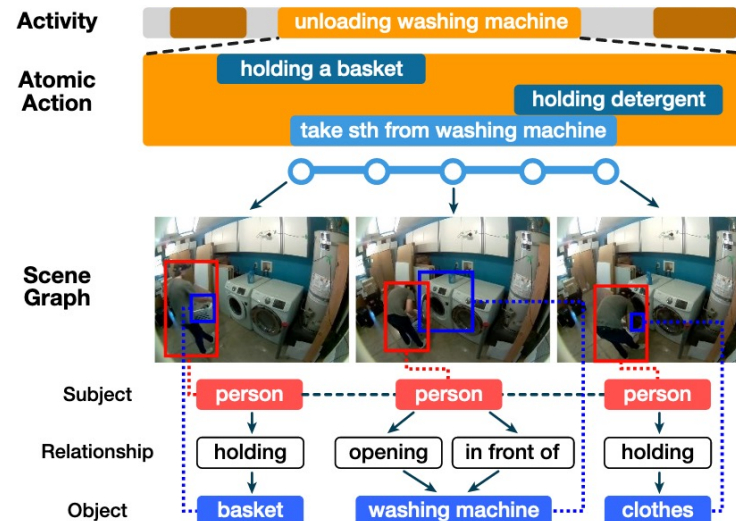 Activity
unloading washing machine
Atomic
Action
holding a basket
holding detergent
take sth from washing machine
Scene
Graph
Subject
person
person
person
Relationship
holding
opening
in front of
holding
Object
basket
washing machine
clothes